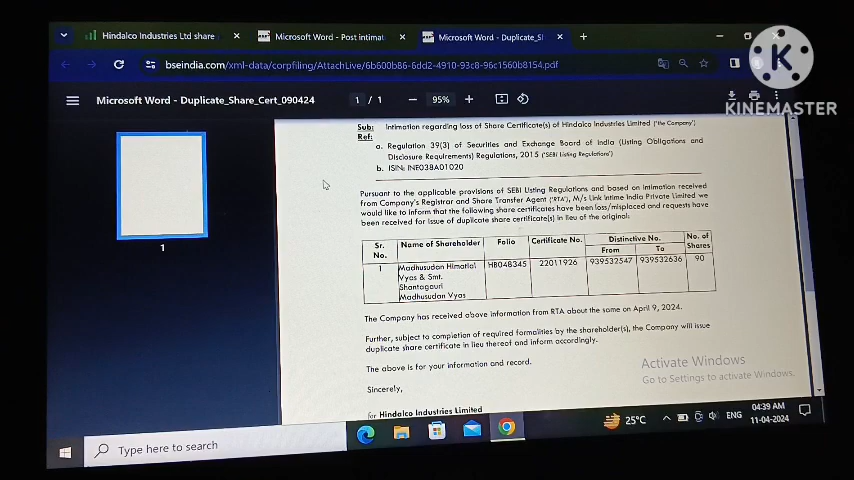 Hindalco Industries Ltd share
Microsoft Word - Post intimat
Microsoft Word - Duplicate_Sh
bseindia.com/xml-data/corpfiling/AttachLive/6b600b86-6dd2-4910-93c8-96c1560b8154.pdf
K
KINEMASTER
Microsoft Word - Duplicate_Share_Cert_090424
1 / 1
95%
1
Sub: Intimation regarding loss of Share Certificate(s) of Hindalco Industries Limited ('the Company')
Ref:
a. Regulation 39(3) of Securities and Exchange Board of India (Listing Obligations and
Disclosure Requirements) Regulations, 2015 ('SEBI Listing Regulations')
b. ISIN: INE038A01020
Pursuant to the applicable provisions of SEBI Listing Regulations and based on intimation received
from Company's Registrar and Share Transfer Agent ('RTA'), M/s Link Intime India Private Limited we
would like to inform that the following share certificates have been loss/misplaced and requests have
been received for issue of duplicate share certificate(s) in lieu of the original:
Sr. No. Name of Shareholder Folio Certificate No. Distinctive No. From To No. of Shares
1 Madhusudan Himatlal HB048345 22011926 939532547 939532636 90
Vyas & Smt.
Shantagauri
Madhusudan Vyas
The Company has received above information from RTA about the same on April 9, 2024.
Further, subject to completion of required formalities by the shareholder(s), the Company will issue
duplicate share certificate in lieu thereof and inform accordingly.
The above is for your information and record.
Sincerely,
for Hindalco Industries Limited
Activate Windows
Go to Settings to activate Windows.
Type here to search
25°C
ENG
04:39 AM
11-04-2024